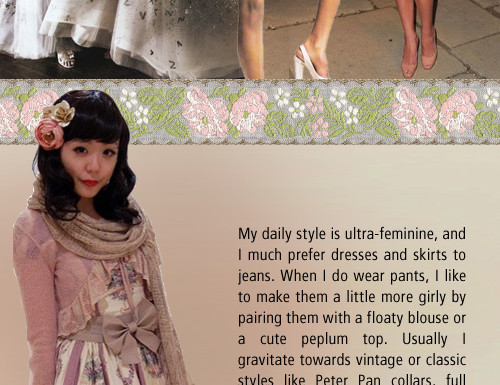 My daily style is ultra-feminine, and
I much prefer dresses and skirts to
jeans. When I do wear pants, I like
to make them a little more girly by
pairing them with a floaty blouse or
a cute peplum top. Usually I
gravitate towards vintage or classic
styles like Peter Pan collars, full